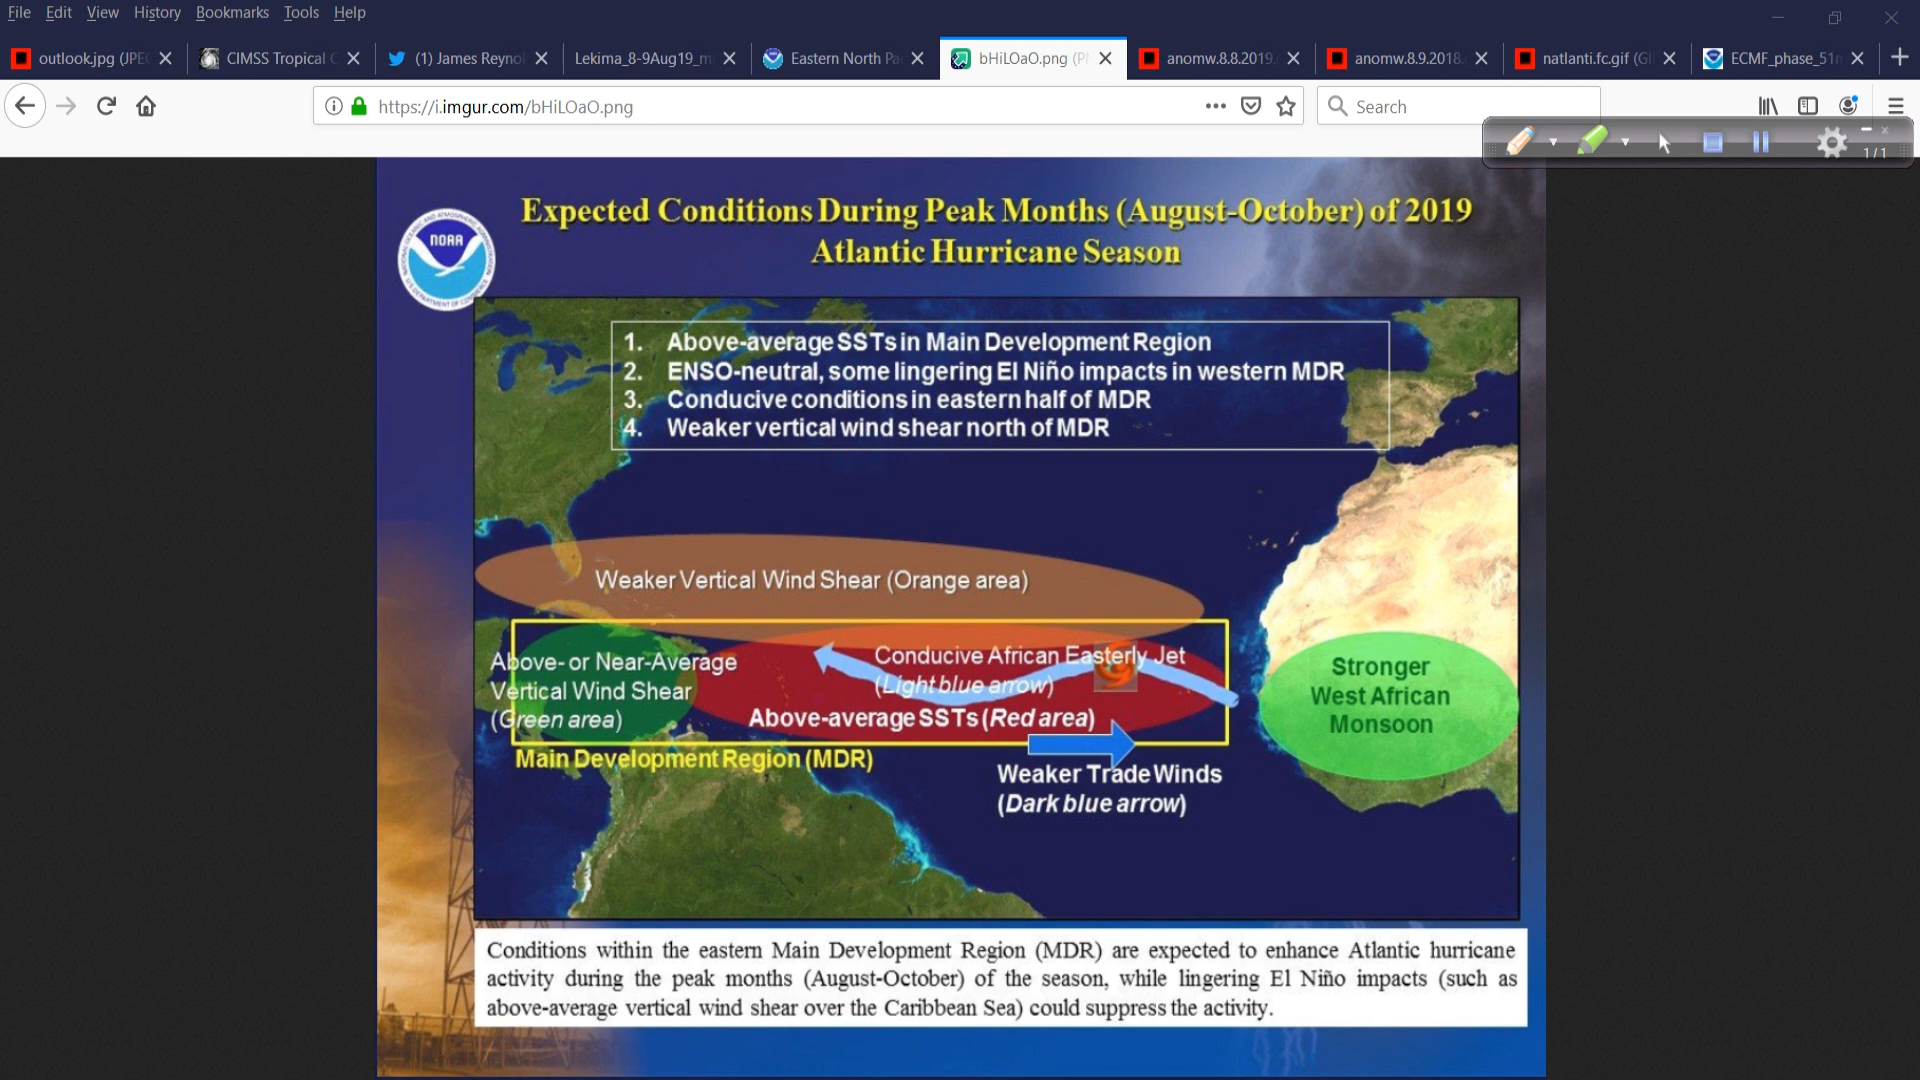 File Edit View History Bookmarks Tools Help
outlook.jpg (JPE
CIMSS Tropical C
(1) James Reyno
Lekima_8-9Aug19_m
Eastern North Pa
bHiLOaO.png (P
anomw.8.8.2019.
anomw.8.9.2018.
natlanti.fc.gif (GI
ECMF_phase_51m
https://i.imgur.com/bHiLOaO.png
Search
1/1
Expected Conditions During Peak Months (August-October) of 2019
Atlantic Hurricane Season
NOAA
NATIONAL OCEANIC AND ATMOSPHERIC ADMINISTRATION
U.S. DEPARTMENT OF COMMERCE
1. Above-average SSTs in Main Development Region
2. ENSO-neutral, some lingering El Niño impacts in western MDR
3. Conducive conditions in eastern half of MDR
4. Weaker vertical wind shear north of MDR
Weaker Vertical Wind Shear (Orange area)
Above- or Near-Average
Vertical Wind Shear
(Green area)
Conducive African Easterly Jet
(Light blue arrow)
Above-average SSTs (Red area)
Main Development Region (MDR)
Weaker Trade Winds
(Dark blue arrow)
Stronger
West African
Monsoon
Conditions within the eastern Main Development Region (MDR) are expected to enhance Atlantic hurricane
activity during the peak months (August-October) of the season, while lingering El Niño impacts (such as
above-average vertical wind shear over the Caribbean Sea) could suppress the activity.